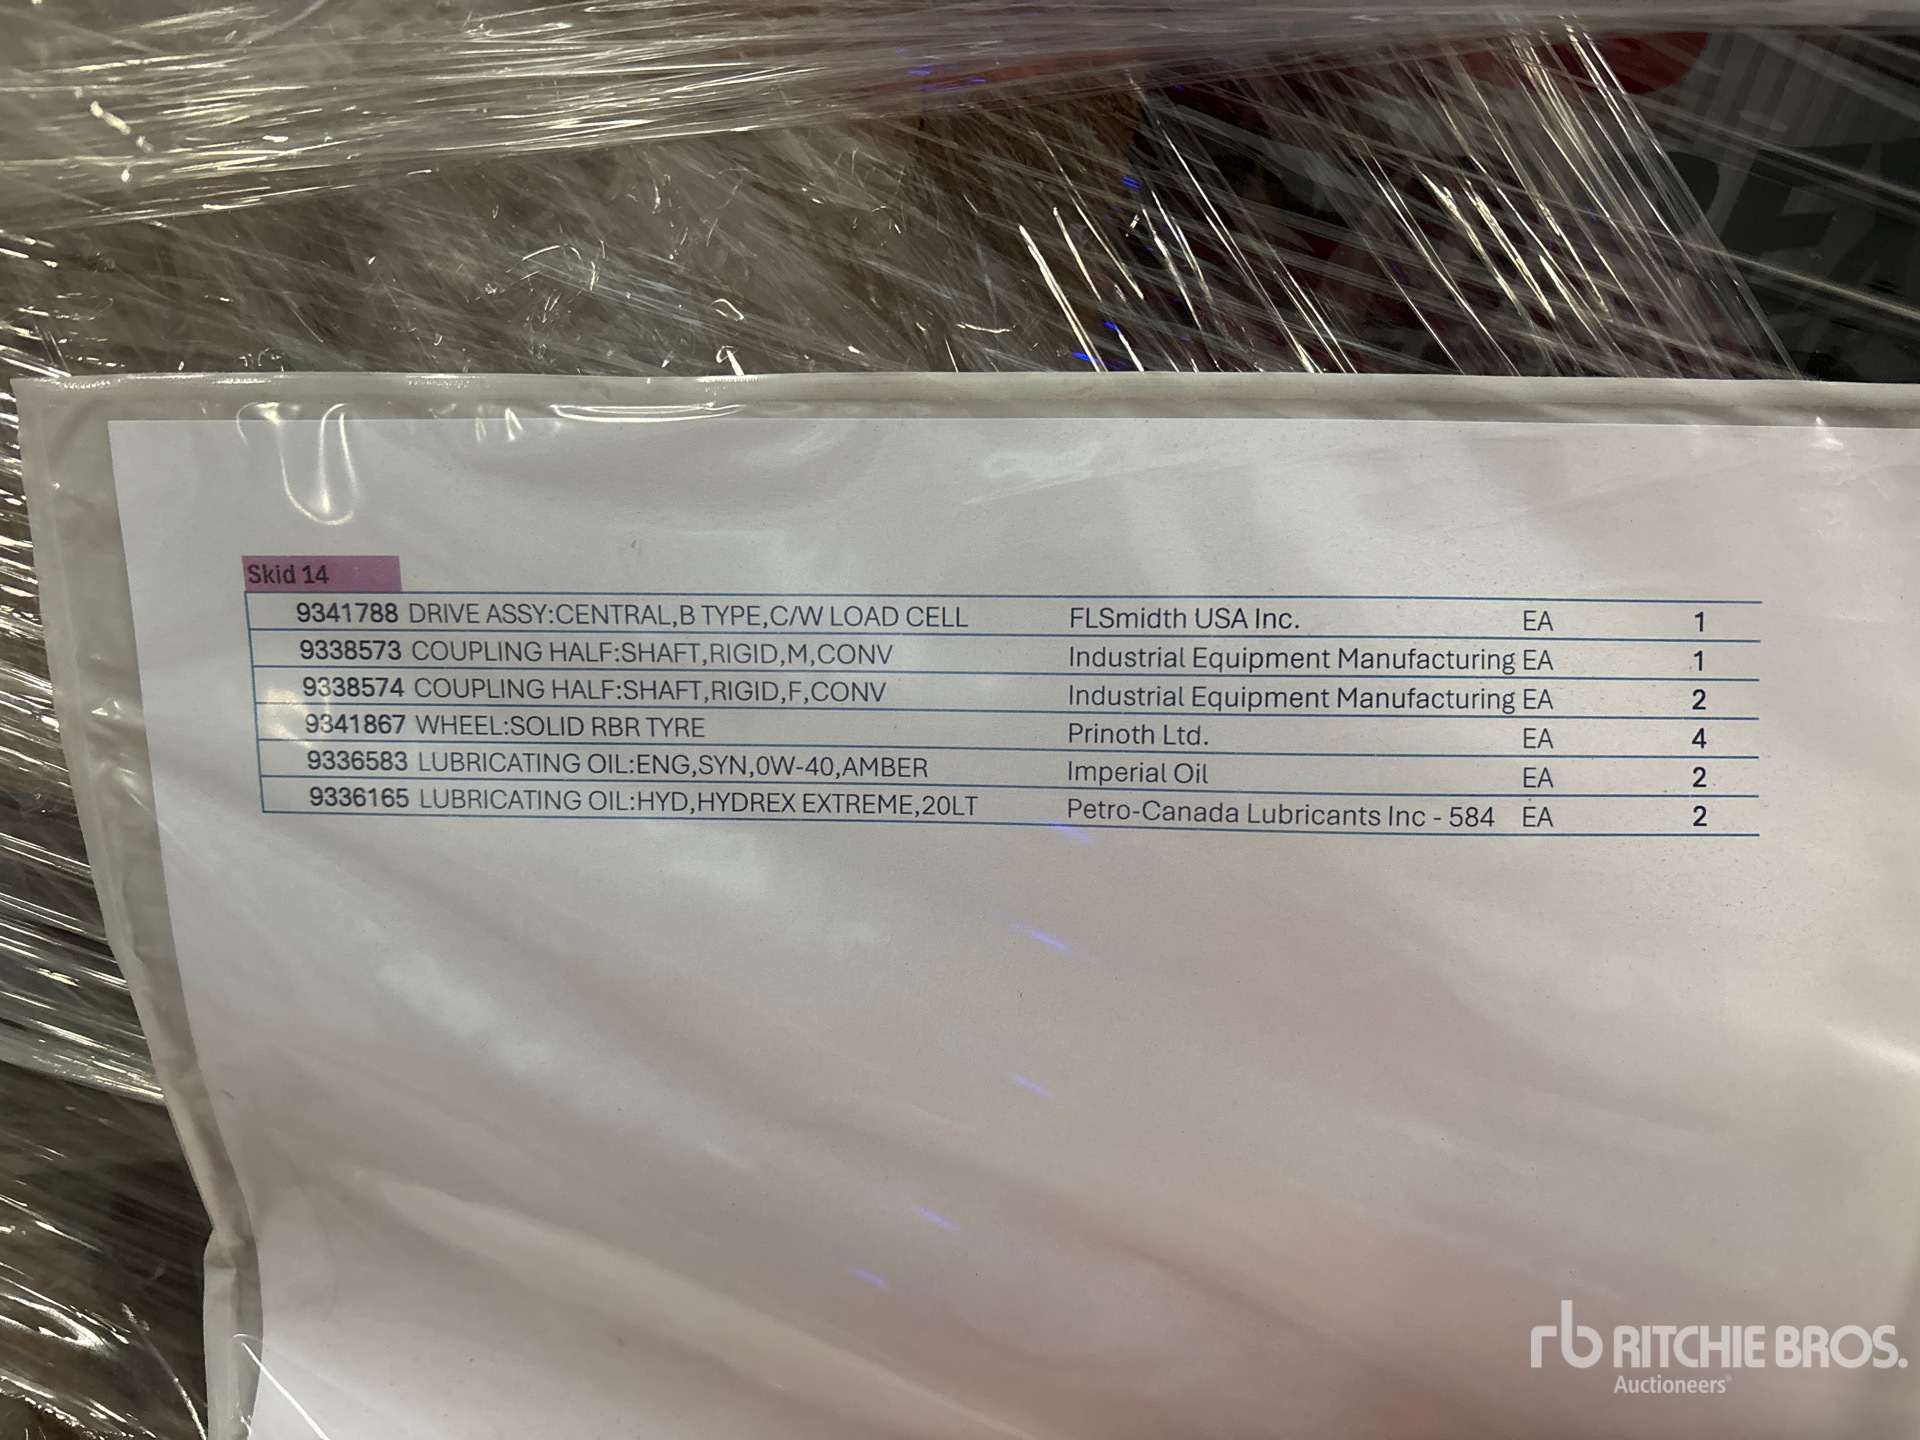 Skid 14
9341788 DRIVE ASSY:CENTRAL,B TYPE,C/W LOAD CELL FLSmidth USA Inc. EA 1
9338573 COUPLING HALF:SHAFT,RIGID,M,CONV Industrial Equipment Manufacturing EA 1
9338574 COUPLING HALF:SHAFT,RIGID,F,CONV Industrial Equipment Manufacturing EA 2
9341867 WHEEL:SOLID RBR TYRE Prinoth Ltd. EA 4
9336583 LUBRICATING OIL:ENG,SYN,0W-40,AMBER Imperial Oil EA 2
9336165 LUBRICATING OIL:HYD,HYDREX EXTREME,20LT Petro-Canada Lubricants Inc - 584 EA 2
rb RITCHIE BROS.
Auctioneers